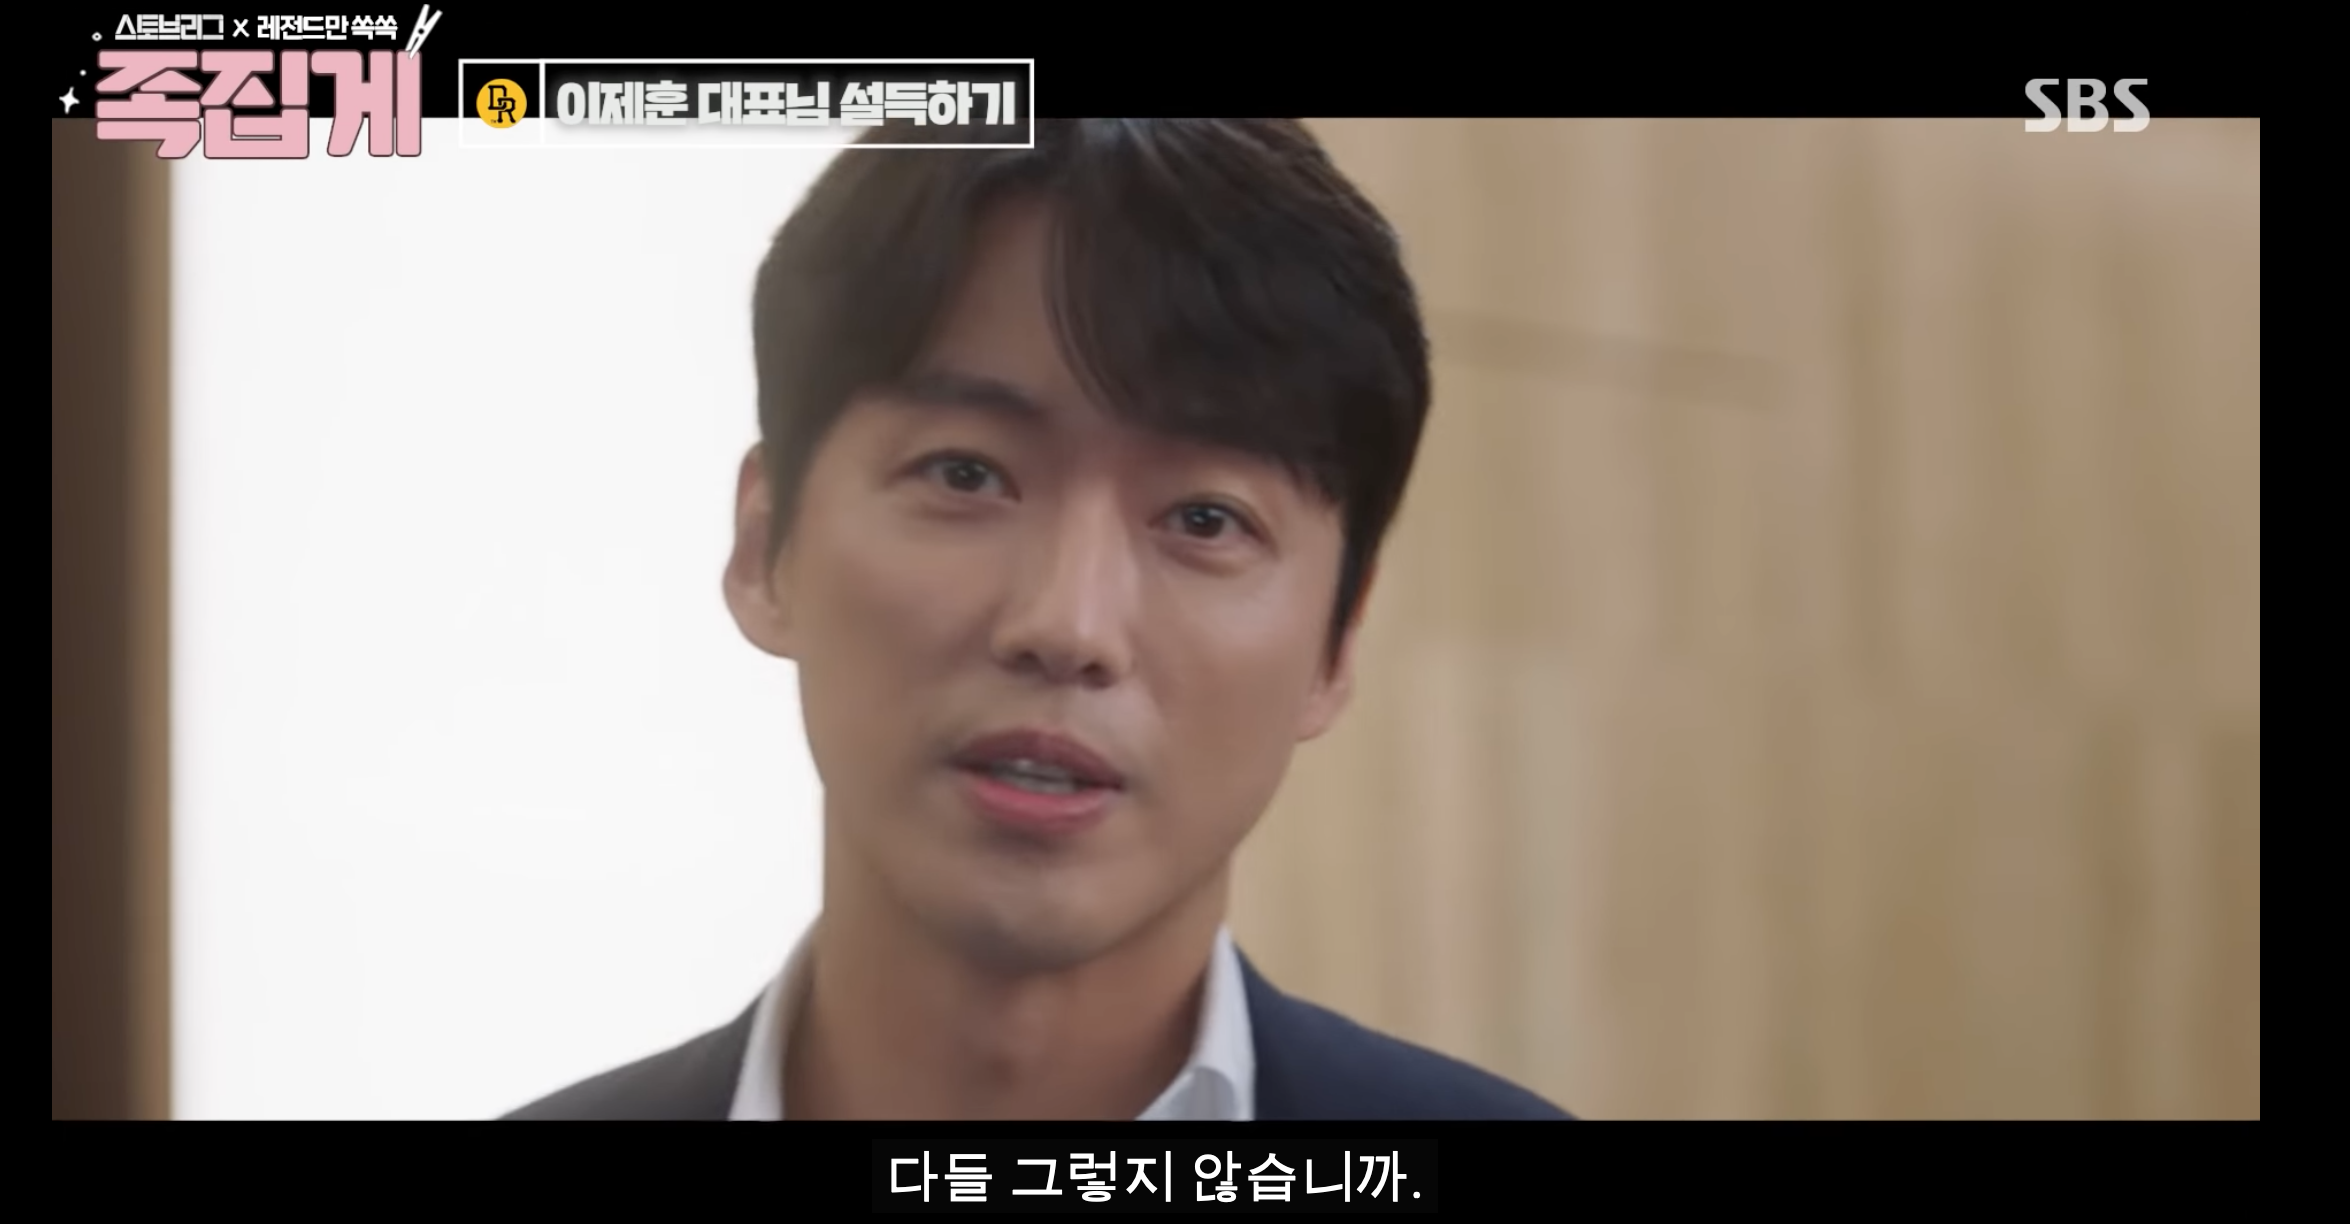 스토브리그 x 레전드만 쏙쏙
족집게
DR 이제훈 대표님 설득하기
SBS
다들 그렇지 않습니까.